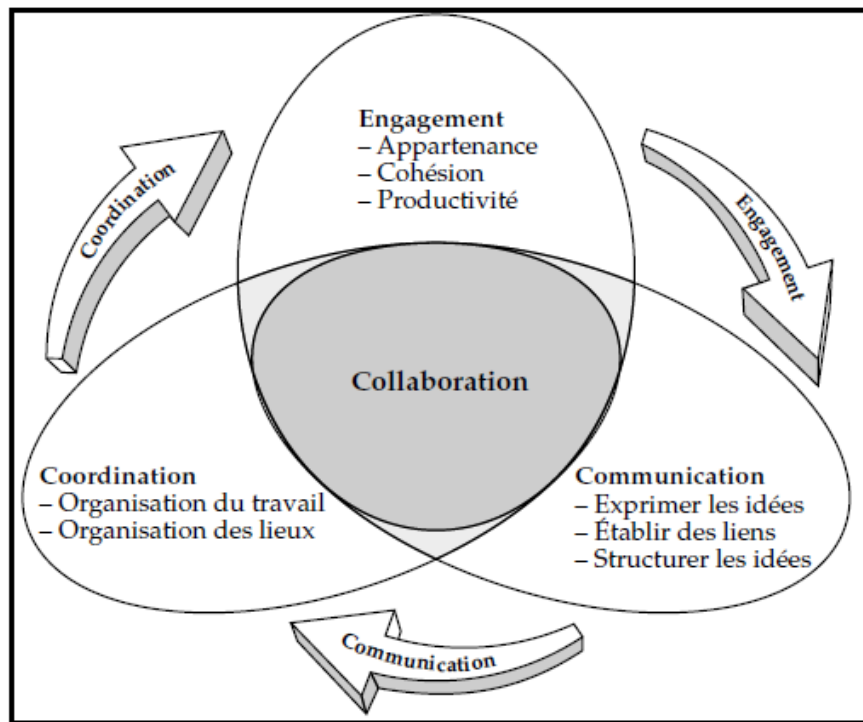 Engagement
– Appartenance
– Cohésion
– Productivité
Coordination
Engagement
Collaboration
Coordination
– Organisation du travail
– Organisation des lieux
Communication
– Exprimer les idées
– Établir des liens
– Structurer les idées
Communication